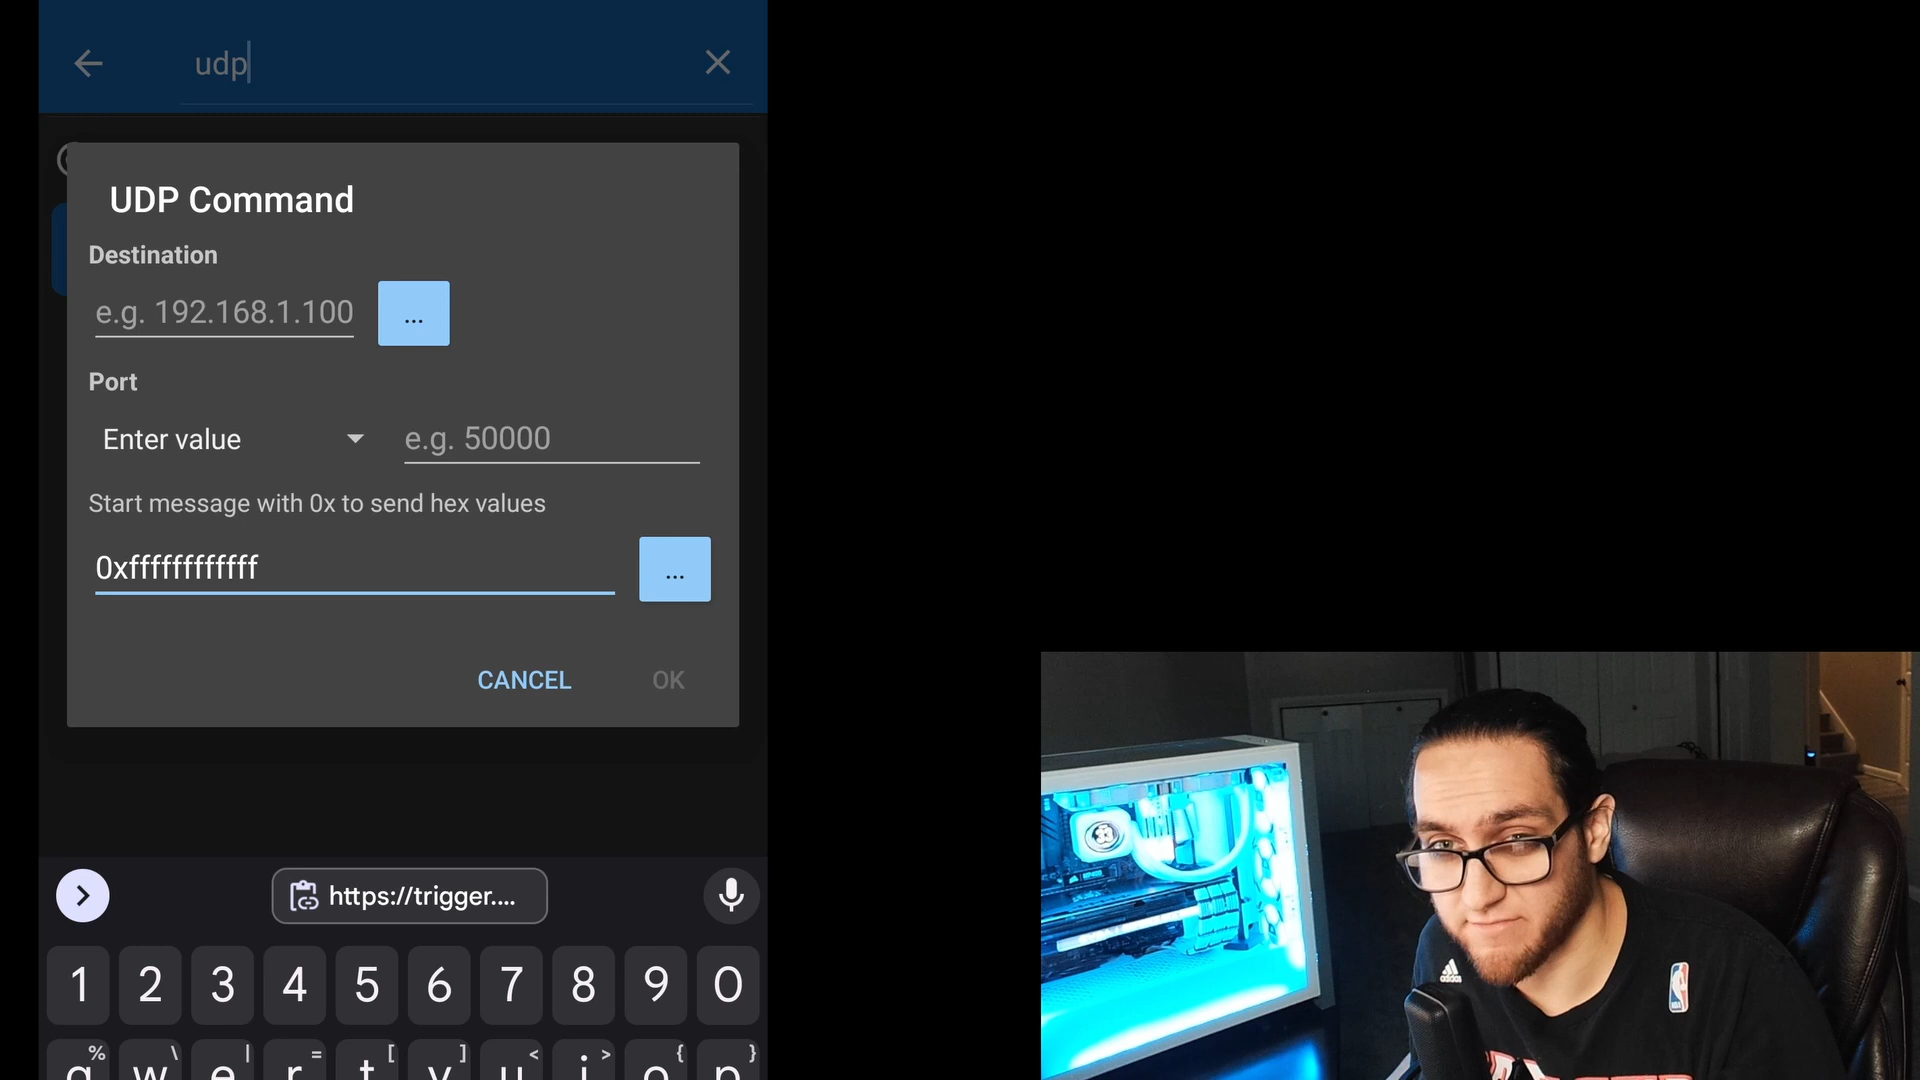 udp
UDP Command
Destination
e.g. 192.168.1.100
...
Port
Enter value
e.g. 50000
Start message with 0x to send hex values
0xffffffffffff
...
CANCEL
OK
https://trigger....
1 2 3 4 5 6 7 8 9 0
% \ | = [ ] < > { }
q w e r t y u i o p
adidas